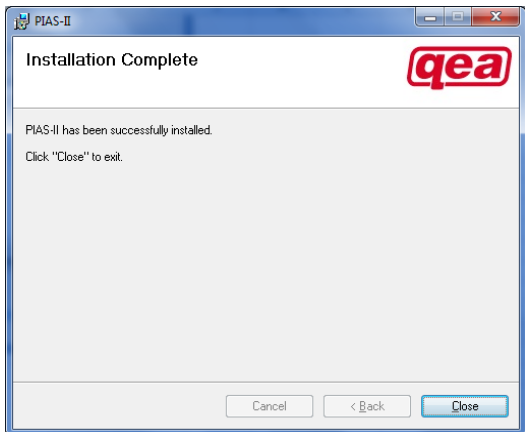 PIAS-II
Installation Complete
qea
PIAS-II has been successfully installed.
Click "Close" to exit.
Cancel
< Back
Close